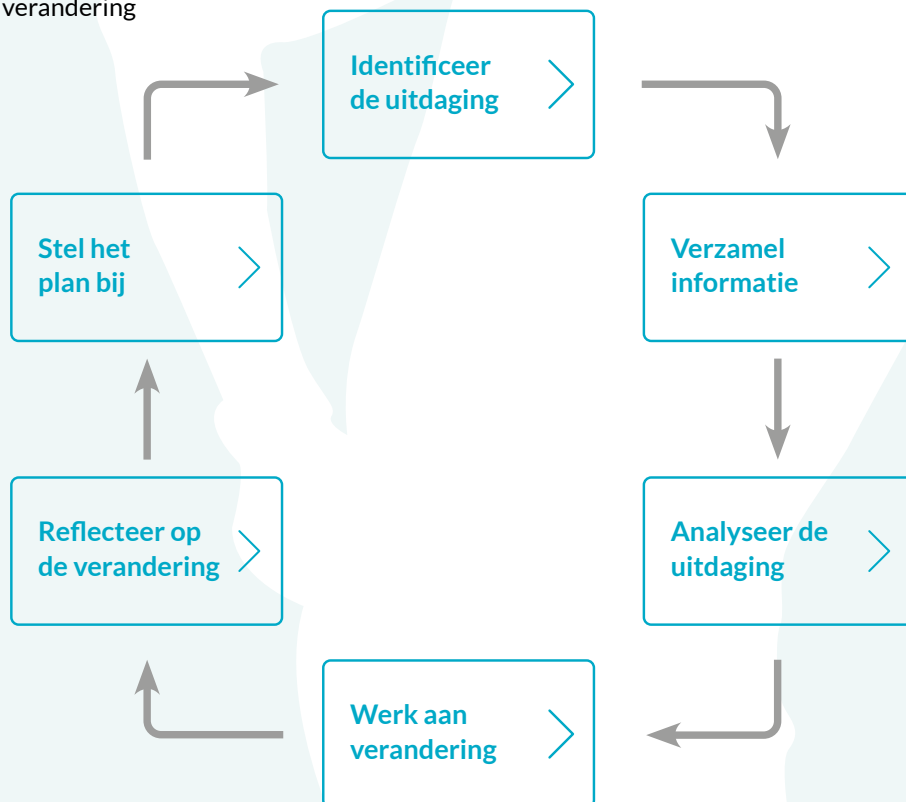 verandering
Identificeer
de uitdaging
Verzamel
informatie
Analyseer de
uitdaging
Werk aan
verandering
Reflecteer op
de verandering
Stel het
plan bij